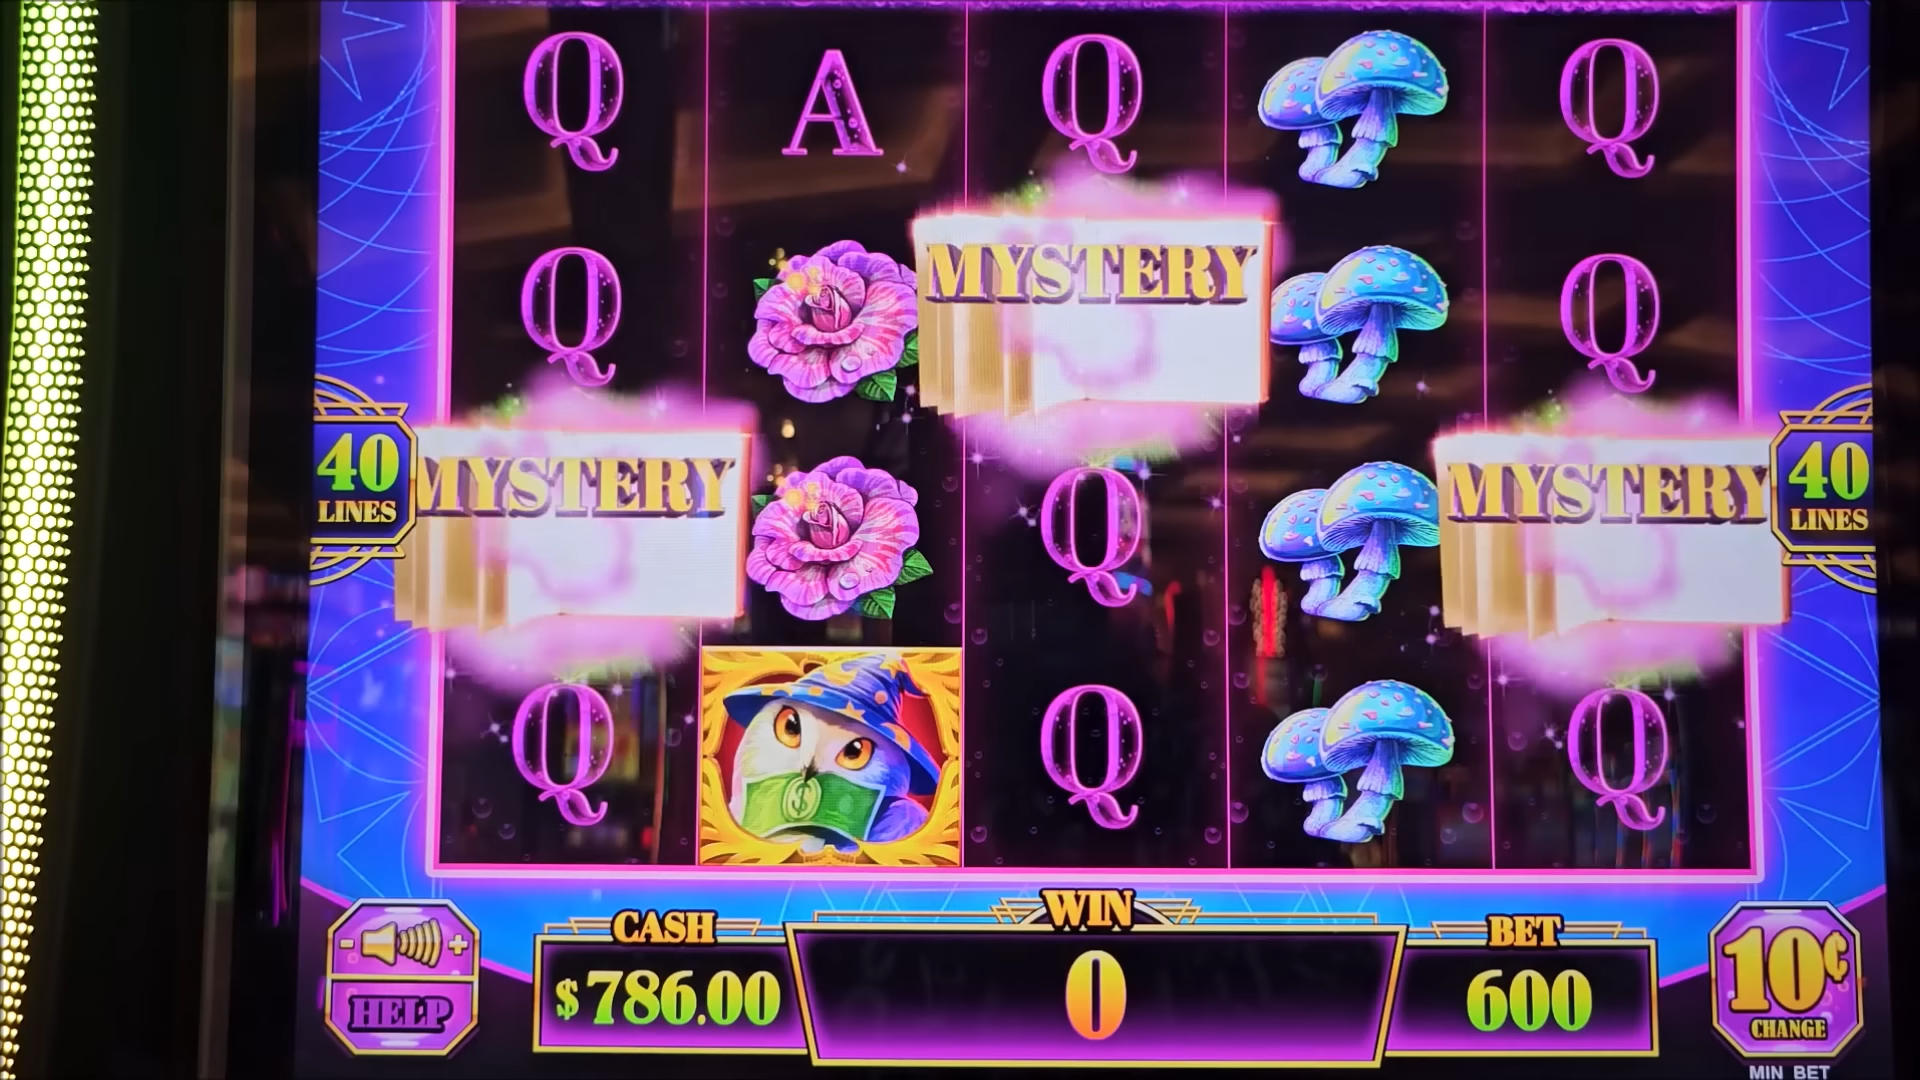 Q A Q Q
Q MYSTERY Q
MYSTERY Q MYSTERY
40 LINES
40 LINES
Q $ Q Q
CASH WIN BET
$786.00 0 600
- +
HELP
10¢
CHANGE
MIN BET